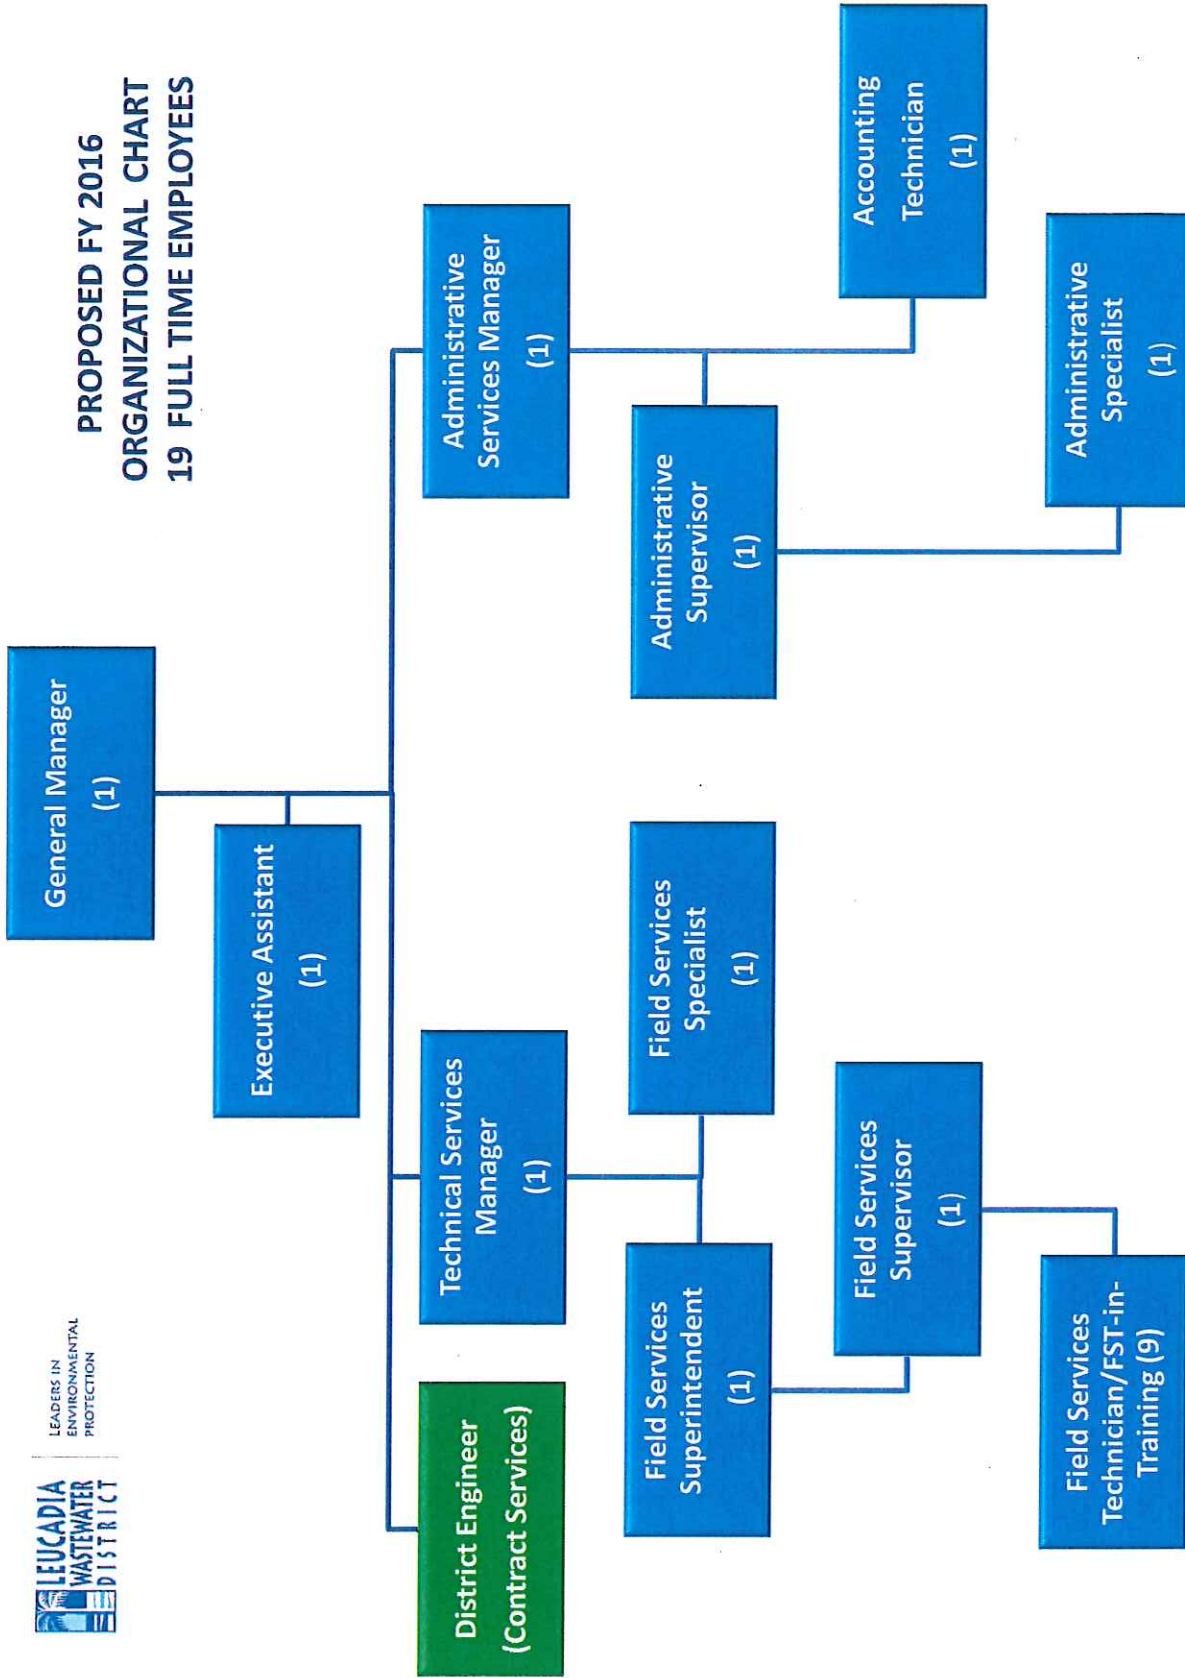 LEUCADIA
WASTEWATER
DISTRICT
LEADERS IN
ENVIRONMENTAL
PROTECTION
PROPOSED FY 2016
ORGANIZATIONAL CHART
19 FULL TIME EMPLOYEES
General Manager
(1)
Executive Assistant
(1)
District Engineer
(Contract Services)
Technical Services
Manager
(1)
Administrative
Services Manager
(1)
Field Services
Superintendent
(1)
Field Services
Specialist
(1)
Administrative
Supervisor
(1)
Field Services
Supervisor
(1)
Accounting
Technician
(1)
Field Services
Technician/FST-in-
Training (9)
Administrative
Specialist
(1)